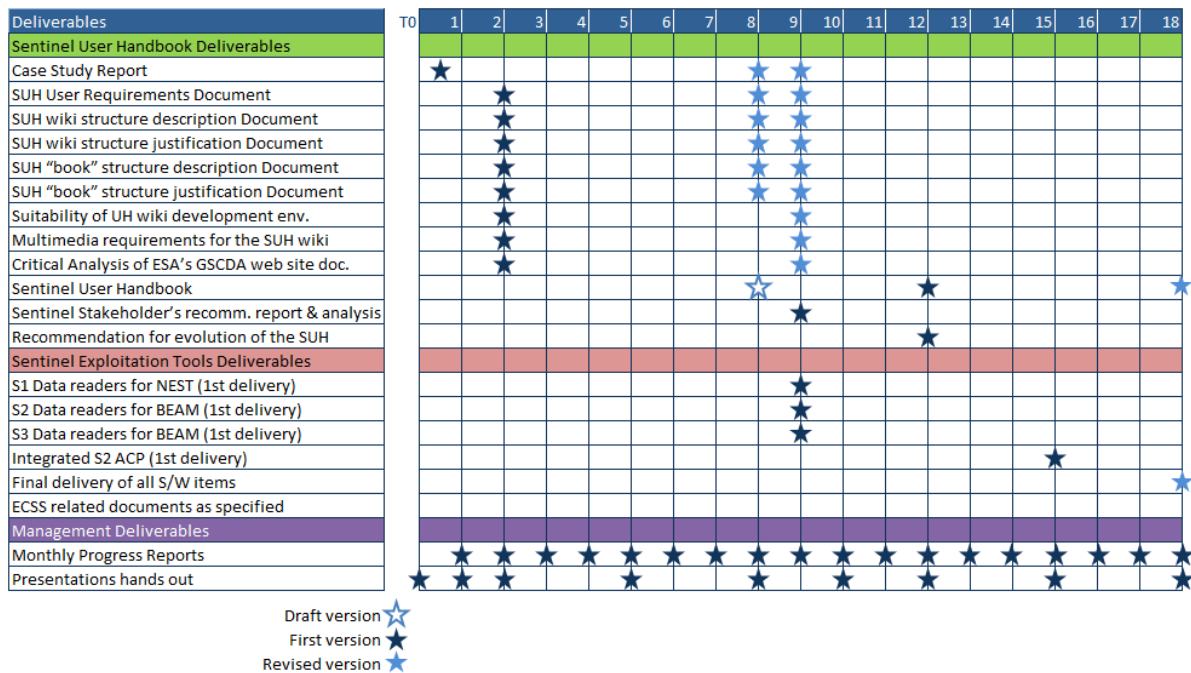 Deliverables T0 1 2 3 4 5 6 7 8 9 10 11 12 13 14 15 16 17 18
Sentinel User Handbook Deliverables
Case Study Report
SUH User Requirements Document
SUH wiki structure description Document
SUH wiki structure justification Document
SUH “book” structure description Document
SUH “book” structure justification Document
Suitability of UH wiki development env.
Multimedia requirements for the SUH wiki
Critical Analysis of ESA’s GSCDA web site doc.
Sentinel User Handbook
Sentinel Stakeholder’s recomm. report & analysis
Recommendation for evolution of the SUH
Sentinel Exploitation Tools Deliverables
S1 Data readers for NEST (1st delivery)
S2 Data readers for BEAM (1st delivery)
S3 Data readers for BEAM (1st delivery)
Integrated S2 ACP (1st delivery)
Final delivery of all S/W items
ECSS related documents as specified
Management Deliverables
Monthly Progress Reports
Presentations hands out
Draft version
First version
Revised version